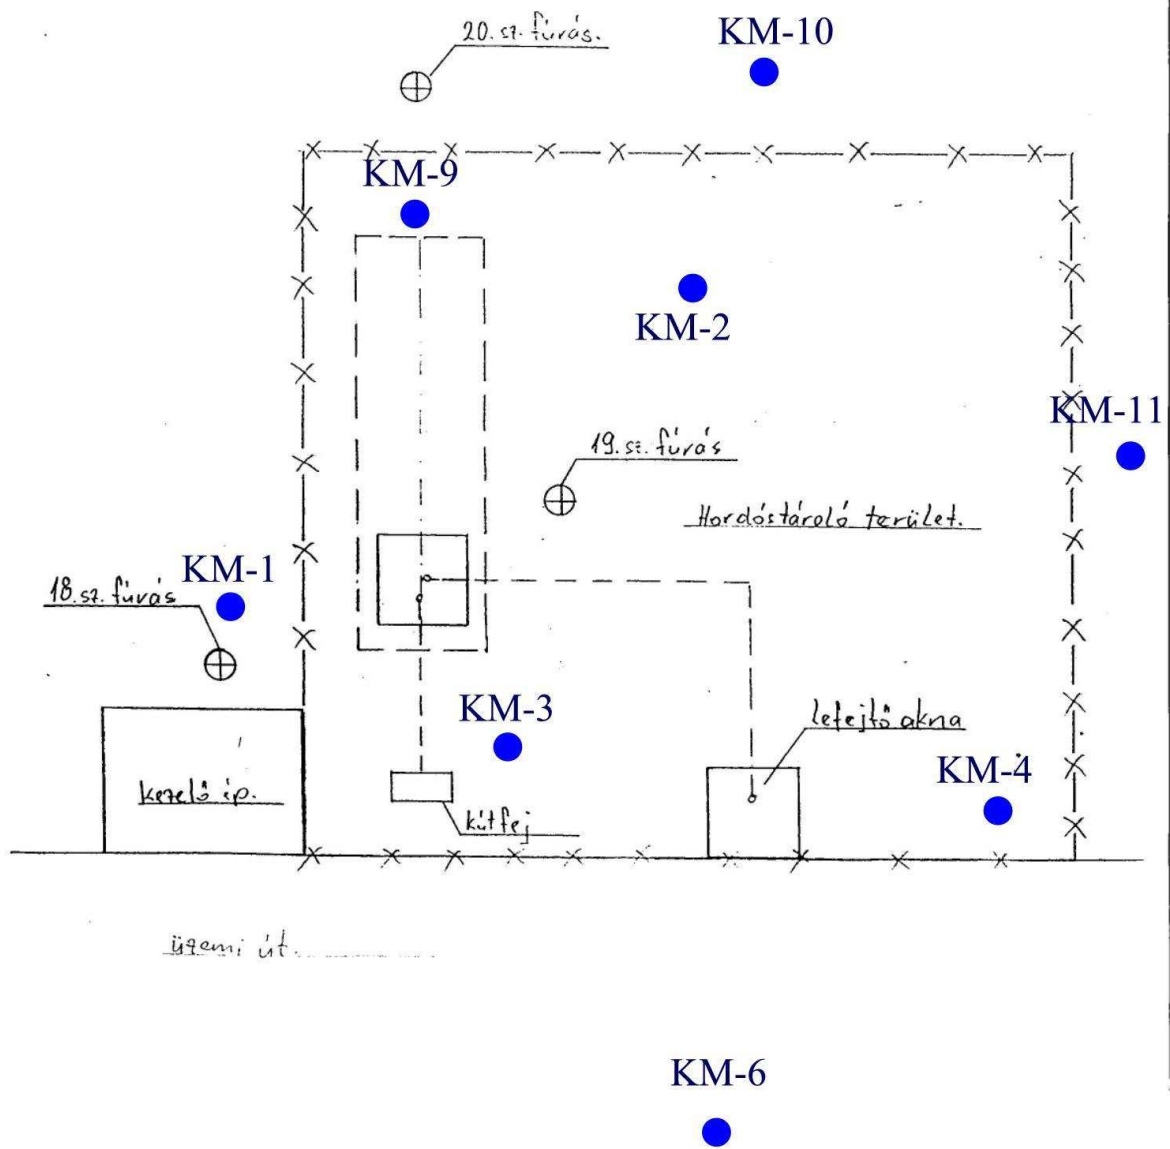 20. sz. fúrás.
KM-10
KM-9
KM-2
KM-11
19. sz. fúrás
Hordóstároló terület.
KM-1
18. sz. fúrás
KM-3
lefejtő akna
KM-4
kezelő ép.
kútfej
üzemi út.
KM-6